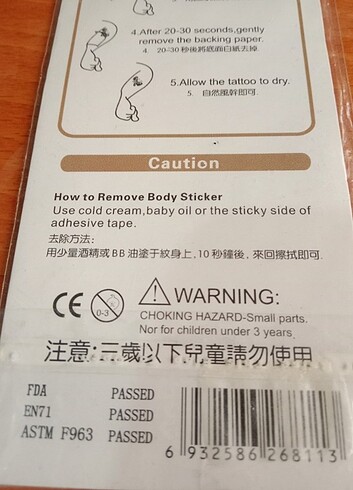 4.After 20-30 seconds,gently
remove the backing paper.
4. 20-30 秒後將底面白紙去掉
5.Allow the tattoo to dry.
5. 自然風幹即可.
Caution
How to Remove Body Sticker
Use cold cream,baby oil or the sticky side of
adhesive tape.
去除方法:
用少量酒精或BB油塗于紋身上,10秒鐘後,來回擦拭即可.
CE
0-3
WARNING:
CHOKING HAZARD-Small parts.
Nor for children under 3 years
注意:三歲以下兒童請勿使用
FDA PASSED
EN71 PASSED
ASTM F963 PASSED
6 932586 268113